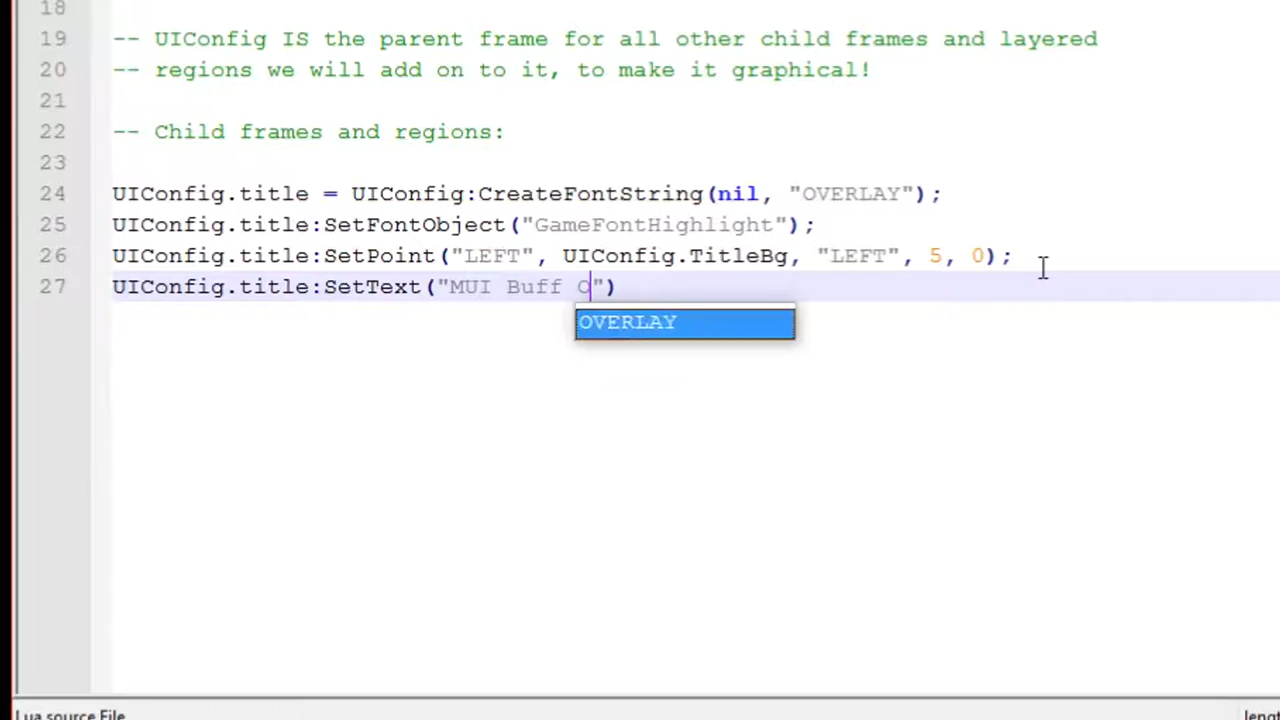 18
19 -- UIConfig IS the parent frame for all other child frames and layered
20 -- regions we will add on to it, to make it graphical!
21
22 -- Child frames and regions:
23
24 UIConfig.title = UIConfig:CreateFontString(nil, "OVERLAY");
25 UIConfig.title:SetFontObject("GameFontHighlight");
26 UIConfig.title:SetPoint("LEFT", UIConfig.TitleBg, "LEFT", 5, 0);
27 UIConfig.title:SetText("MUI Buff O")
OVERLAY
Lua source File lengt